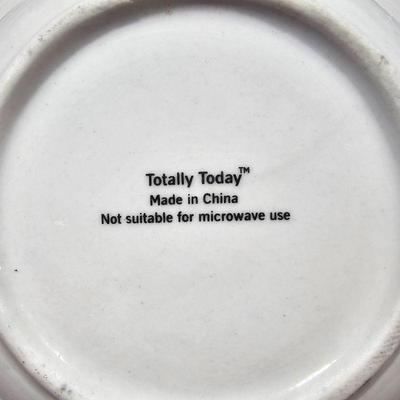 Totally Today™
Made in China
Not suitable for microwave use